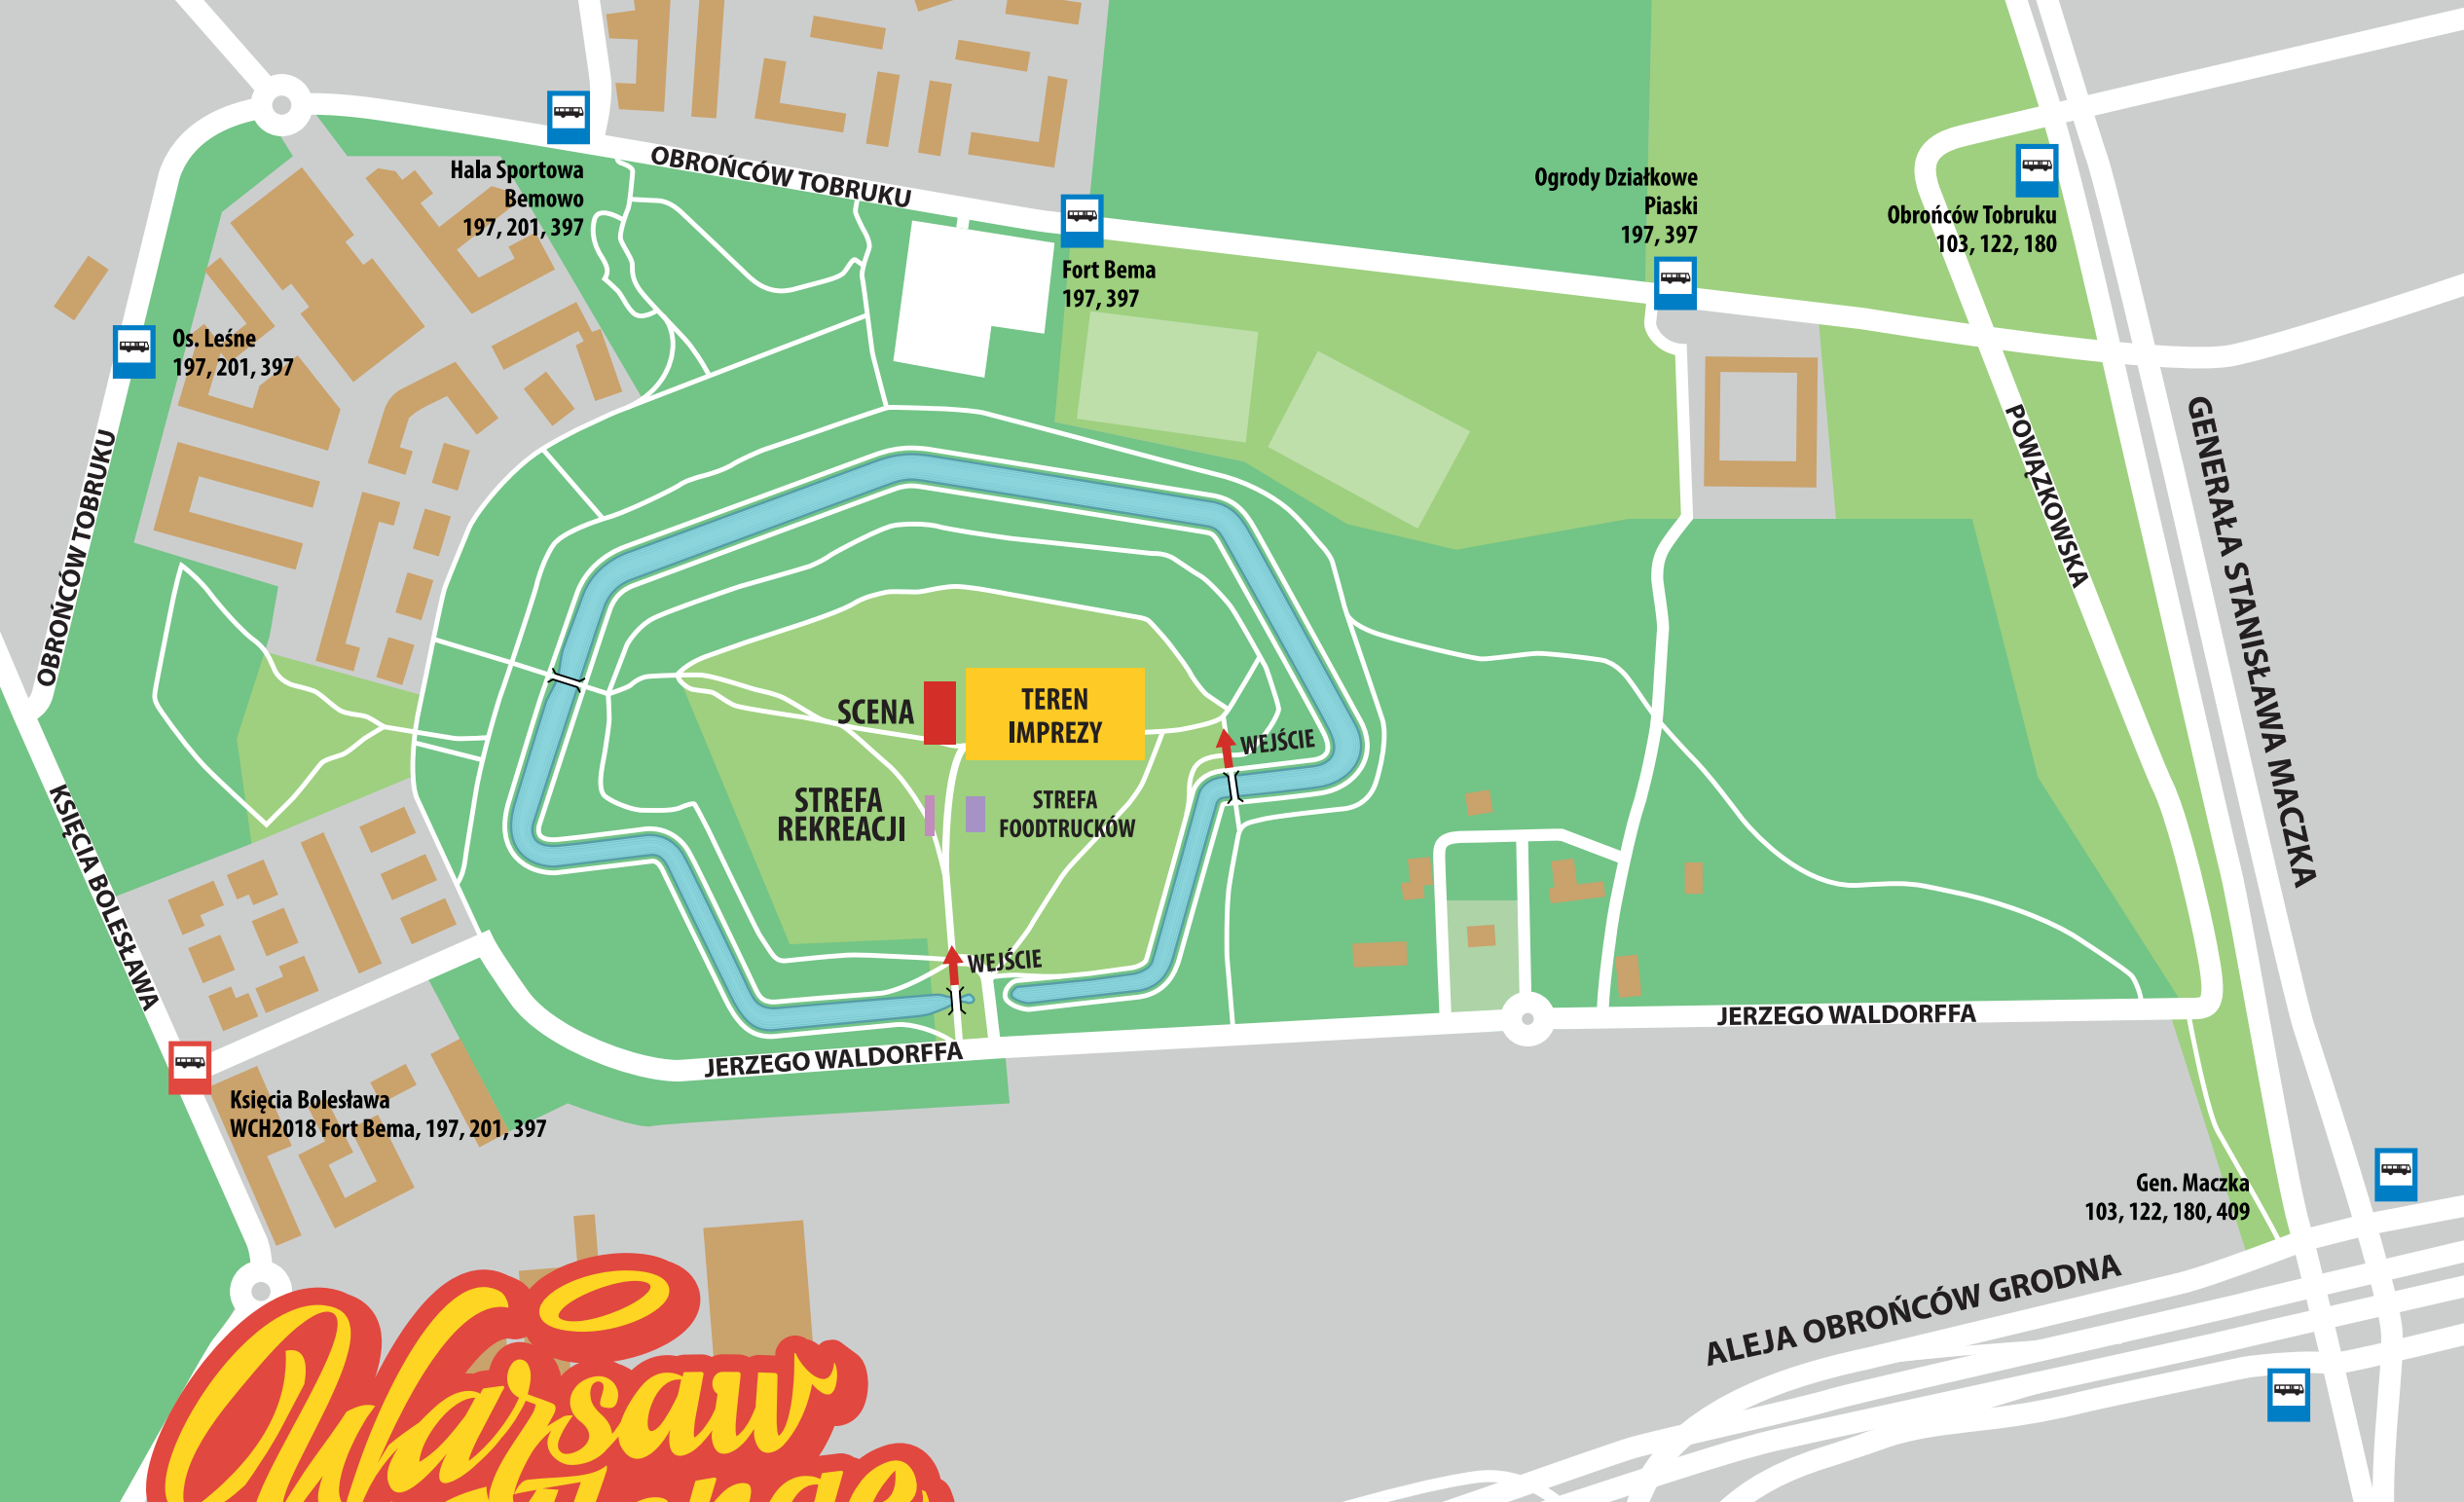 Hala Sportowa
Bemowo
197, 201, 397
OBROŃCÓW TOBRUKU
Fort Bema
197, 397
Ogrody Działkowe
Piaski
197, 397
Obrońców Tobruku
103, 122, 180
Os. Leśne
197, 201, 397
OBROŃCÓW TOBRUKU
POWĄZKOWSKA
GENERAŁA STANISŁAWA MACZKA
SCENA
TEREN
IMPREZY
WEJŚCIE
STREFA
REKREACJI
STREFA
FOODTRUCKÓW
KSIĘCIA BOLESŁAWA
WEJŚCIE
JERZEGO WALDORFFA
JERZEGO WALDORFFA
Księcia Bolesława
WCH2018 Fort Bema, 197, 201, 397
Gen. Maczka
103, 122, 180, 409
ALEJA OBROŃCÓW GRODNA
Warsaw